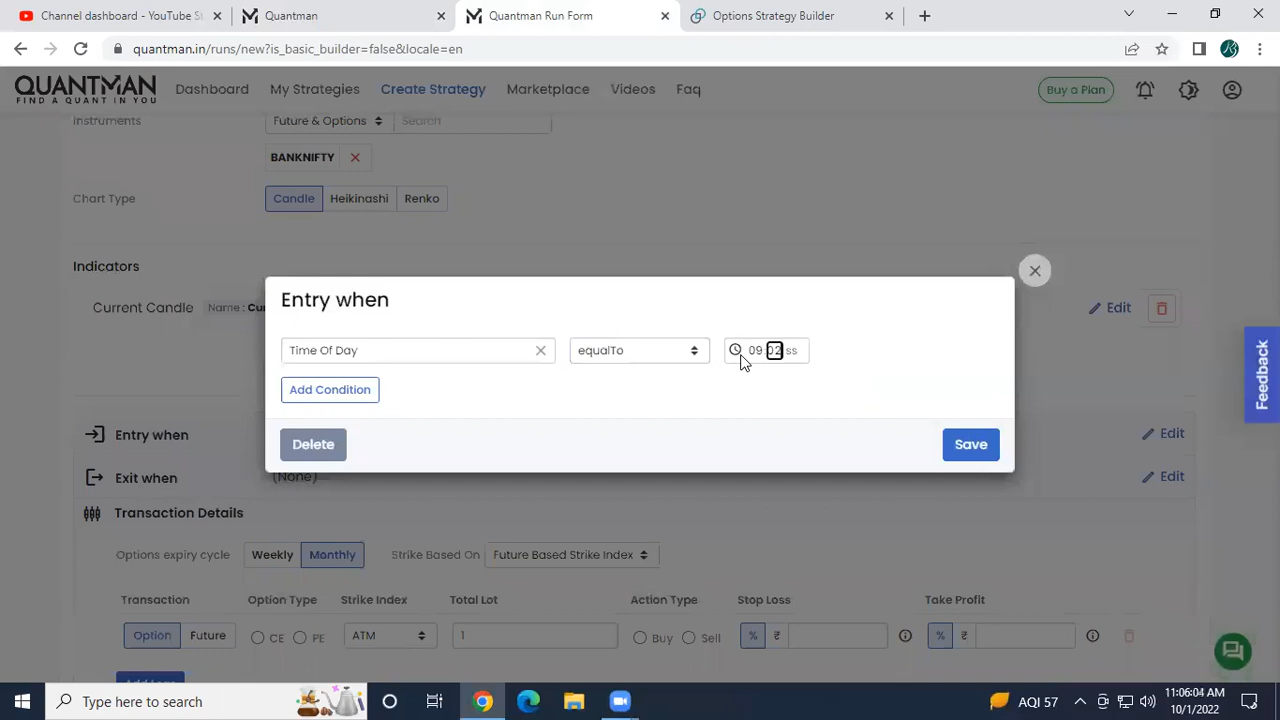 Channel dashboard - YouTube St
Quantman
Quantman Run Form
Options Strategy Builder
quantman.in/runs/new?is_basic_builder=false&locale=en
QUANTMAN
FIND A QUANT IN YOU
Dashboard
My Strategies
Create Strategy
Marketplace
Videos
Faq
Buy a Plan
Instruments
Future & Options
Search
BANKNIFTY
Chart Type
Candle
Heikinashi
Renko
Indicators
Current Candle
Name : Cu
Edit
Entry when
Time Of Day
equalTo
09 02 ss
Add Condition
Delete
Save
Feedback
Entry when
Edit
Exit when
(None)
Edit
Transaction Details
Options expiry cycle
Weekly
Monthly
Strike Based On
Future Based Strike Index
Transaction
Option Type
Strike Index
Total Lot
Action Type
Stop Loss
Take Profit
Option
Future
CE
PE
ATM
1
Buy
Sell
% ₹
% ₹
Type here to search
AQI 57
11:06:04 AM
10/1/2022